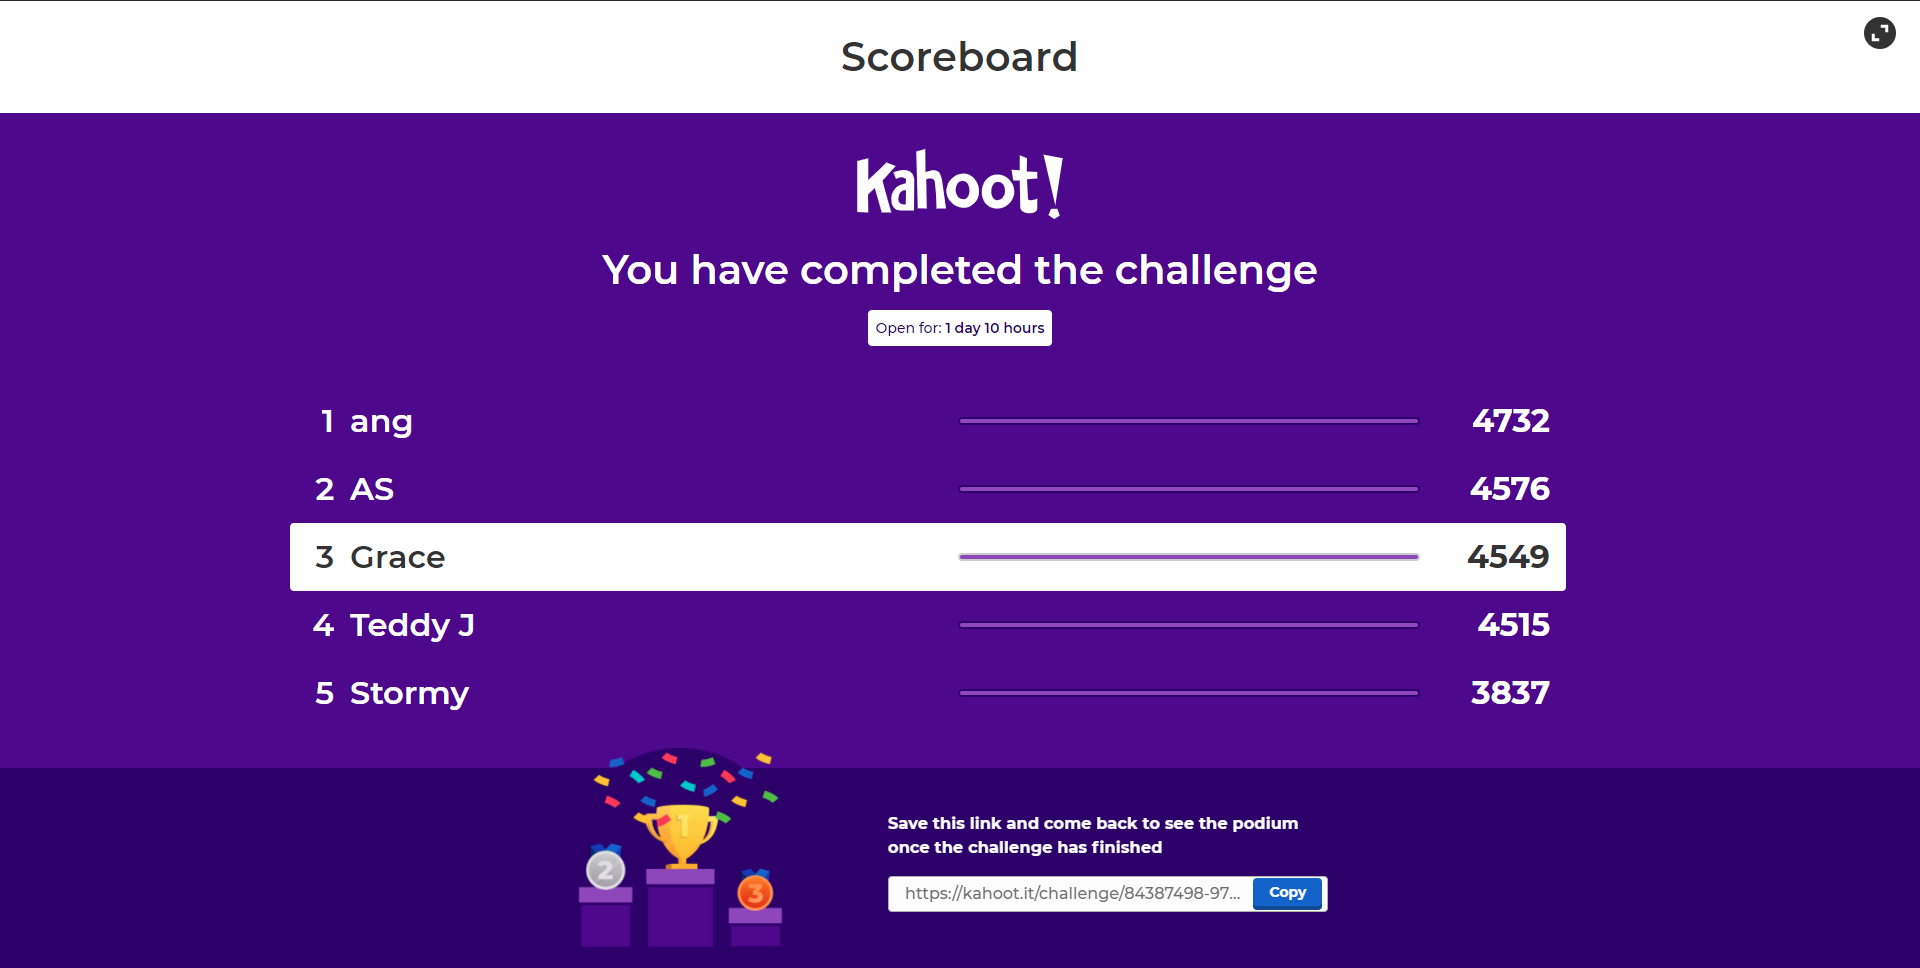 Scoreboard
Kahoot!
You have completed the challenge
Open for: 1 day 10 hours
1 ang 4732
2 AS 4576
3 Grace 4549
4 Teddy J 4515
5 Stormy 3837
1
2
3
Save this link and come back to see the podium
once the challenge has finished
https://kahoot.it/challenge/84387498-97... Copy